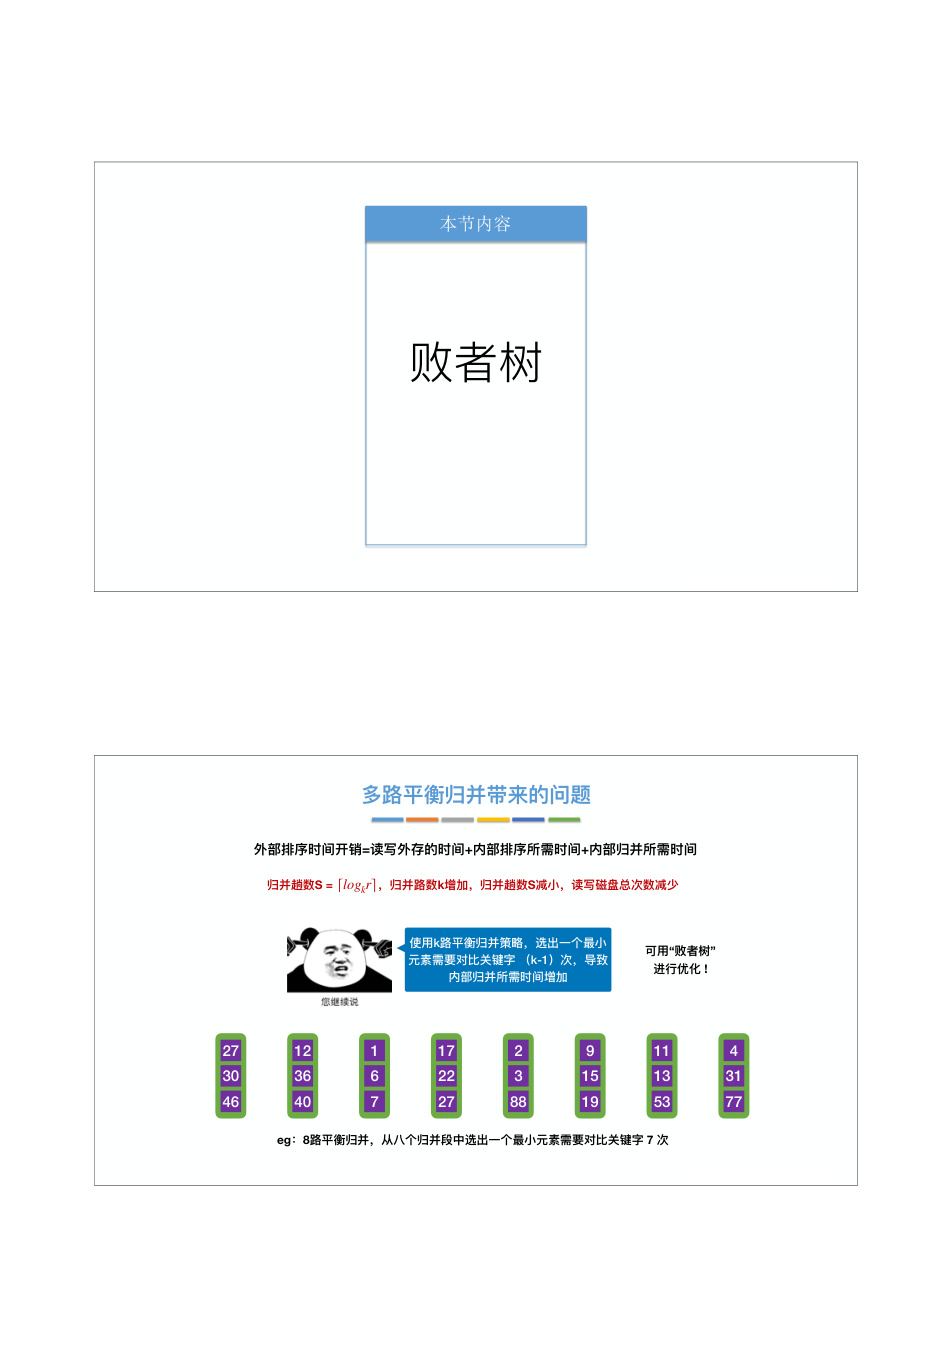 本节内容
败者树
多路平衡归并带来的问题
外部排序时间开销=读写外存的时间+内部排序所需时间+内部归并所需时间
归并趟数S = ⌈logₖr⌉，归并路数k增加，归并趟数S减小，读写磁盘总次数减少
使用k路平衡归并策略，选出一个最小
元素需要对比关键字 （k-1）次，导致
内部归并所需时间增加
可用“败者树”
进行优化！
您继续说
27 12 1 17 2 9 11 4
30 36 6 22 3 15 13 31
46 40 7 27 88 19 53 77
eg：8路平衡归并，从八个归并段中选出一个最小元素需要对比关键字 7 次